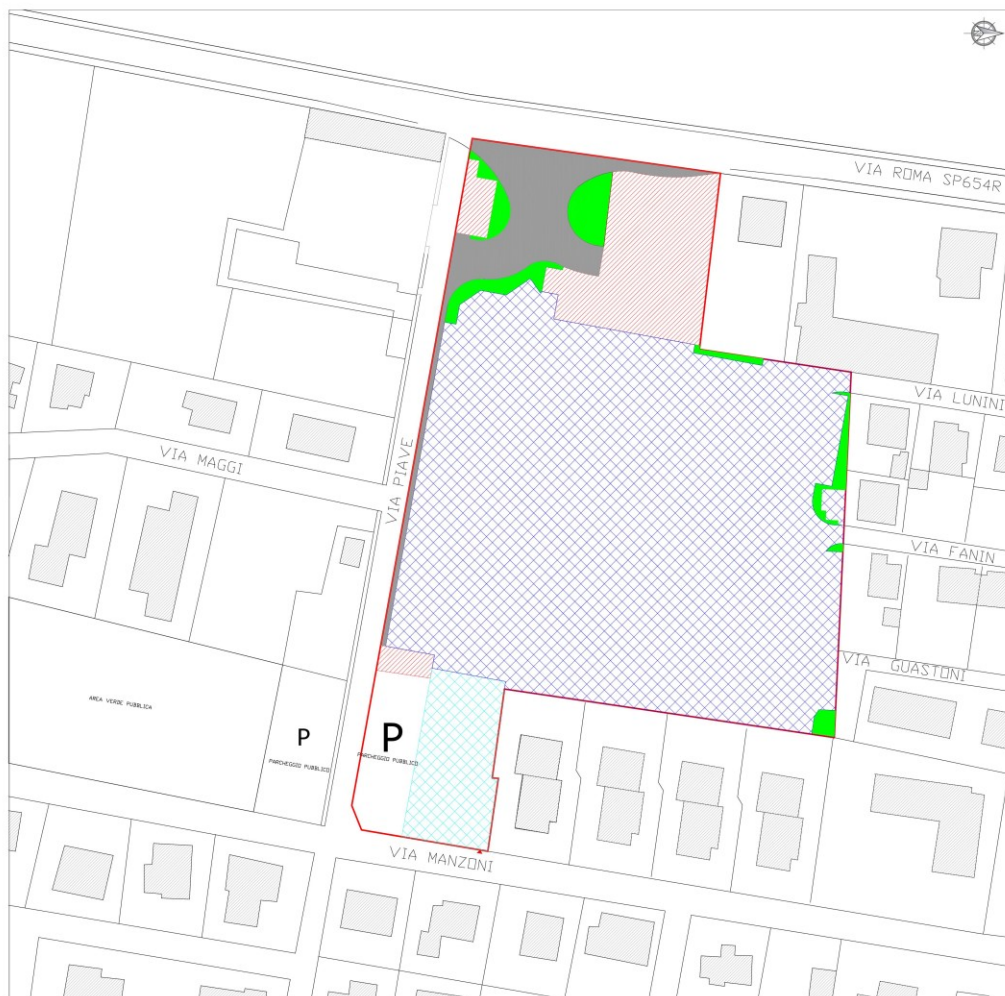 VIA ROMA SP654R
VIA LUNINI
VIA PIAVE
VIA MAGGI
VIA FANIN
VIA GUASTONI
AREA VERDE PUBBLICA
P
PARCHEGGIO PUBBLICO
P
PARCHEGGIO PUBBLICO
VIA MANZONI